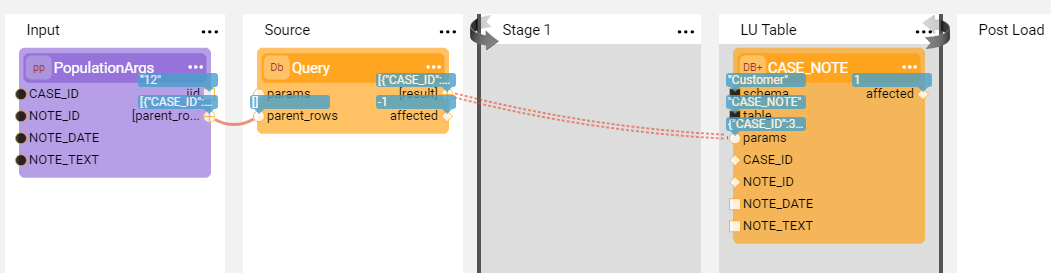 Input
Source
Stage 1
LU Table
Post Load
pp PopulationArgs
"12"
CASE_ID iid
[{"CASE_ID":...
NOTE_ID [parent_ro...
NOTE_DATE
NOTE_TEXT
Db Query
[{"CASE_ID":...
params [result]
[] -1
parent_rows affected
DB+ CASE_NOTE
"Customer" 1
schema affected
"CASE_NOTE"
table
{"CASE_ID":3...
params
CASE_ID
NOTE_ID
NOTE_DATE
NOTE_TEXT